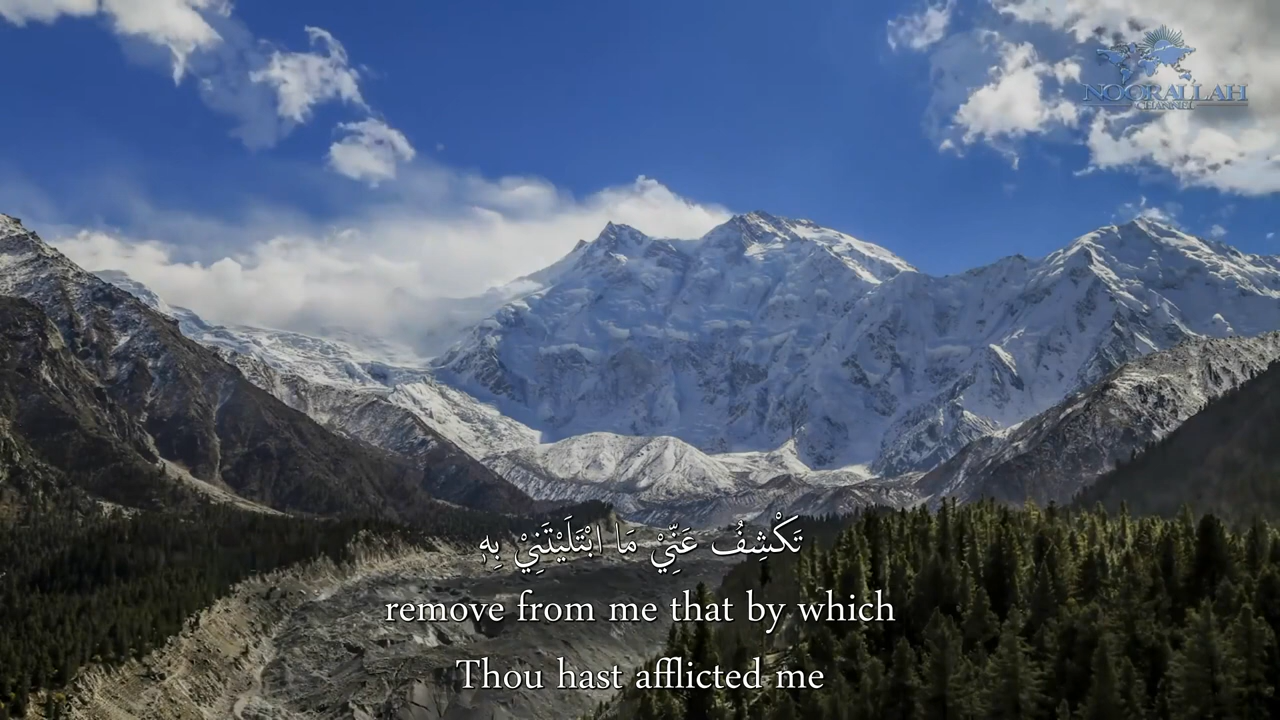 NOORALLAH
CHANNEL
تَكْشِفُ عَنِّيْ مَا ابْتَلَيْتَنِيْ بِهِ
remove from me that by which
Thou hast afflicted me